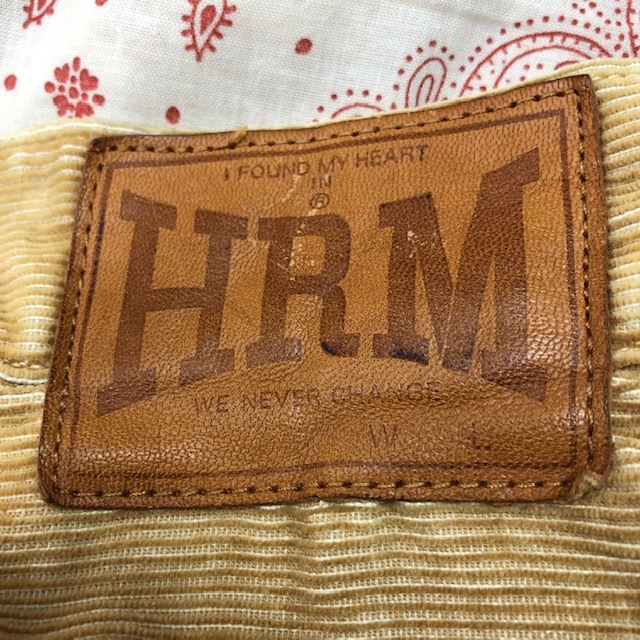 I FOUND MY HEART
IN
®
HRM
WE NEVER CHANGE
W L